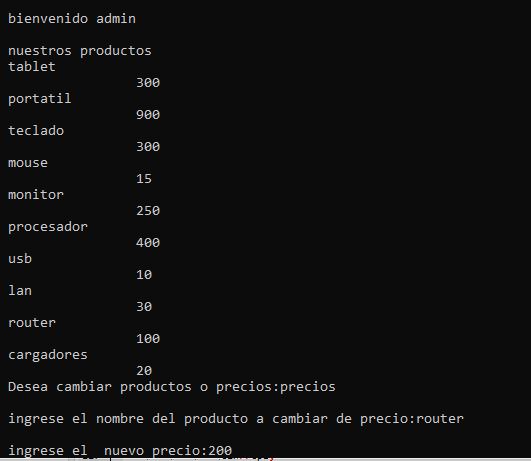 bienvenido admin
nuestros productos
tablet
300
portatil
900
teclado
300
mouse
15
monitor
250
procesador
400
usb
10
lan
30
router
100
cargadores
20
Desea cambiar productos o precios:precios
ingrese el nombre del producto a cambiar de precio:router
ingrese el  nuevo precio:200